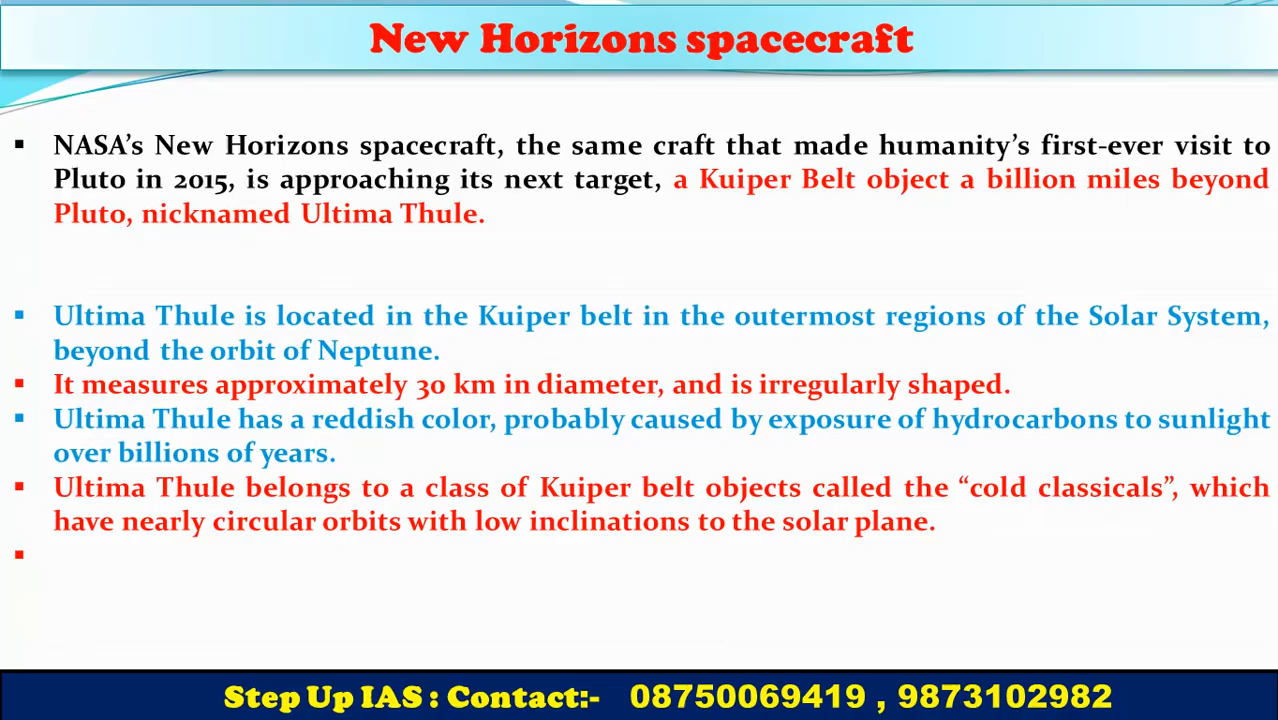 New Horizons spacecraft
▪ NASA’s New Horizons spacecraft, the same craft that made humanity’s first-ever visit to
Pluto in 2015, is approaching its next target, a Kuiper Belt object a billion miles beyond
Pluto, nicknamed Ultima Thule.
▪ Ultima Thule is located in the Kuiper belt in the outermost regions of the Solar System,
beyond the orbit of Neptune.
▪ It measures approximately 30 km in diameter, and is irregularly shaped.
▪ Ultima Thule has a reddish color, probably caused by exposure of hydrocarbons to sunlight
over billions of years.
▪ Ultima Thule belongs to a class of Kuiper belt objects called the “cold classicals”, which
have nearly circular orbits with low inclinations to the solar plane.
▪
Step Up IAS : Contact:- 08750069419 , 9873102982